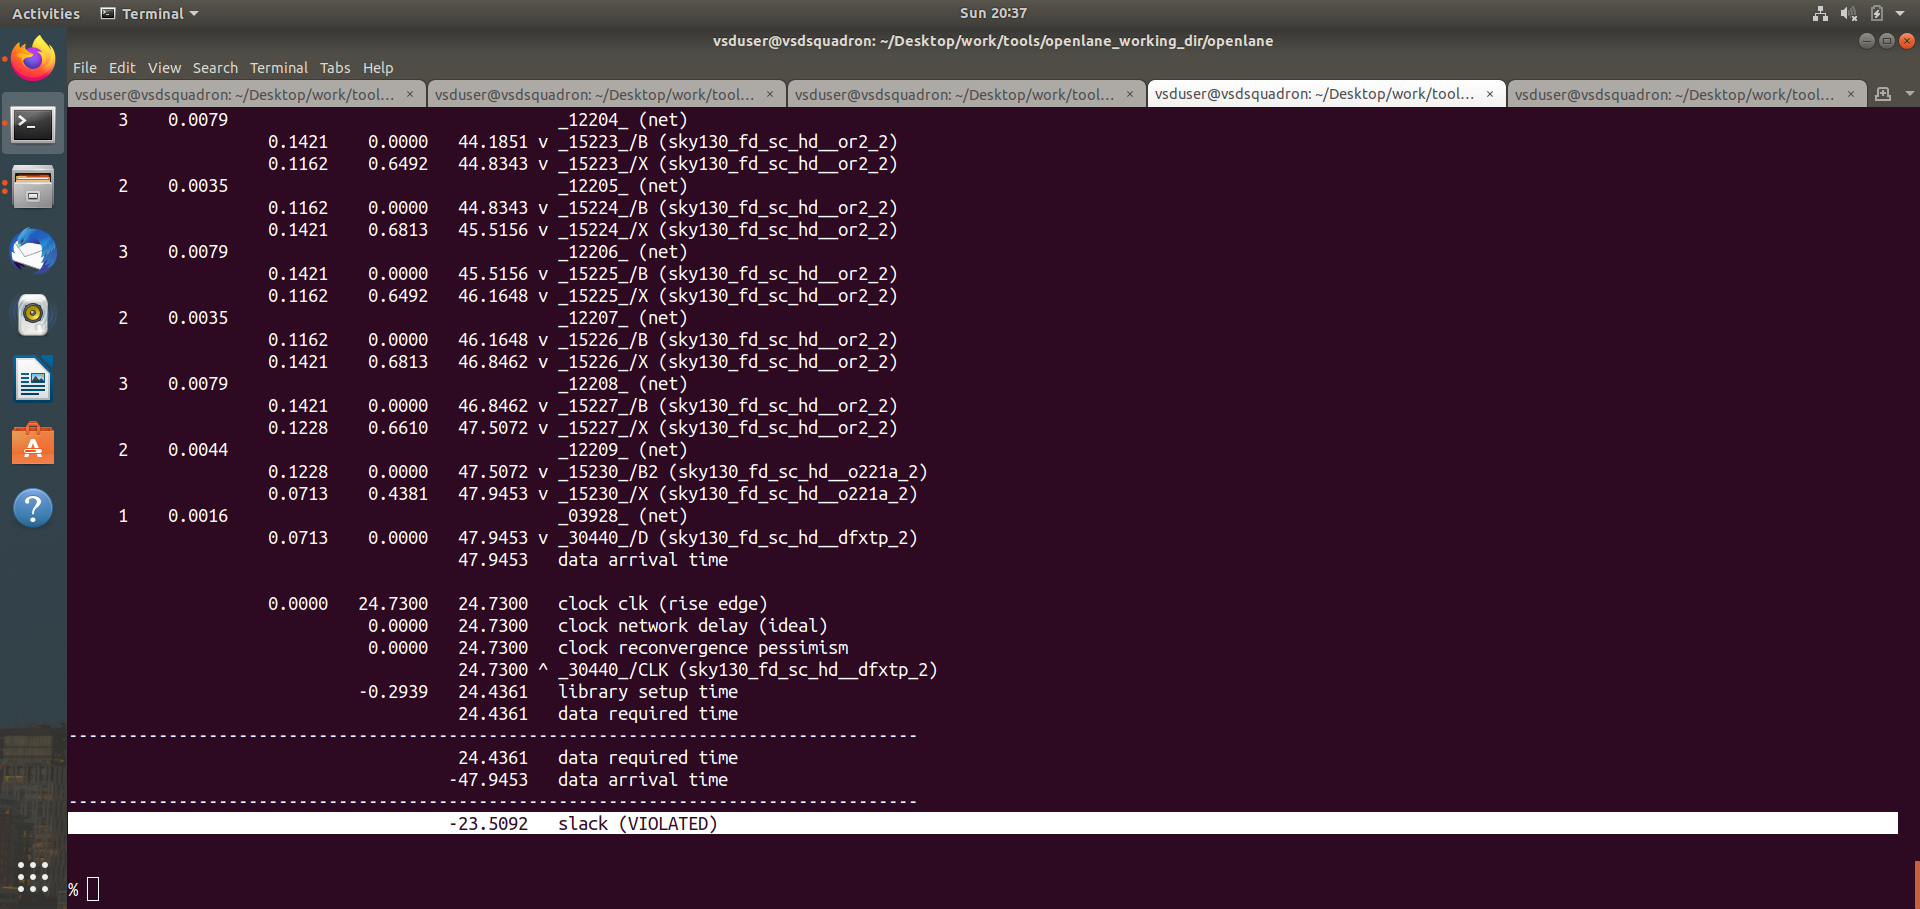 Activities Terminal Sun 20:37
vsduser@vsdsquadron: ~/Desktop/work/tools/openlane_working_dir/openlane
File Edit View Search Terminal Tabs Help
vsduser@vsdsquadron: ~/Desktop/work/tool... × vsduser@vsdsquadron: ~/Desktop/work/tool... × vsduser@vsdsquadron: ~/Desktop/work/tool... × vsduser@vsdsquadron: ~/Desktop/work/tool... × vsduser@vsdsquadron: ~/Desktop/work/tool... ×
3 0.0079 _12204_ (net)
0.1421 0.0000 44.1851 v _15223_/B (sky130_fd_sc_hd__or2_2)
0.1162 0.6492 44.8343 v _15223_/X (sky130_fd_sc_hd__or2_2)
2 0.0035 _12205_ (net)
0.1162 0.0000 44.8343 v _15224_/B (sky130_fd_sc_hd__or2_2)
0.1421 0.6813 45.5156 v _15224_/X (sky130_fd_sc_hd__or2_2)
3 0.0079 _12206_ (net)
0.1421 0.0000 45.5156 v _15225_/B (sky130_fd_sc_hd__or2_2)
0.1162 0.6492 46.1648 v _15225_/X (sky130_fd_sc_hd__or2_2)
2 0.0035 _12207_ (net)
0.1162 0.0000 46.1648 v _15226_/B (sky130_fd_sc_hd__or2_2)
0.1421 0.6813 46.8462 v _15226_/X (sky130_fd_sc_hd__or2_2)
3 0.0079 _12208_ (net)
0.1421 0.0000 46.8462 v _15227_/B (sky130_fd_sc_hd__or2_2)
0.1228 0.6610 47.5072 v _15227_/X (sky130_fd_sc_hd__or2_2)
2 0.0044 _12209_ (net)
0.1228 0.0000 47.5072 v _15230_/B2 (sky130_fd_sc_hd__o221a_2)
0.0713 0.4381 47.9453 v _15230_/X (sky130_fd_sc_hd__o221a_2)
1 0.0016 _03928_ (net)
0.0713 0.0000 47.9453 v _30440_/D (sky130_fd_sc_hd__dfxtp_2)
47.9453 data arrival time
0.0000 24.7300 24.7300 clock clk (rise edge)
0.0000 24.7300 clock network delay (ideal)
0.0000 24.7300 clock reconvergence pessimism
24.7300 ^ _30440_/CLK (sky130_fd_sc_hd__dfxtp_2)
-0.2939 24.4361 library setup time
24.4361 data required time
-------------------------------------------------------------------------------------
24.4361 data required time
-47.9453 data arrival time
-------------------------------------------------------------------------------------
-23.5092 slack (VIOLATED)
%